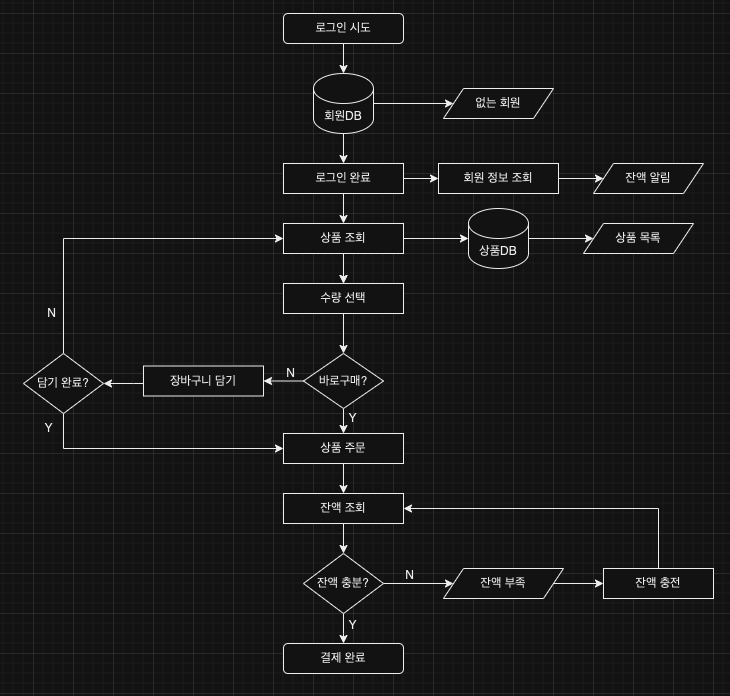 로그인 시도
회원DB
없는 회원
로그인 완료
회원 정보 조회
잔액 알림
상품 조회
상품DB
상품 목록
수량 선택
N
담기 완료?
장바구니 담기
N
바로구매?
Y
Y
상품 주문
잔액 조회
잔액 충분?
N
잔액 부족
잔액 충전
Y
결제 완료